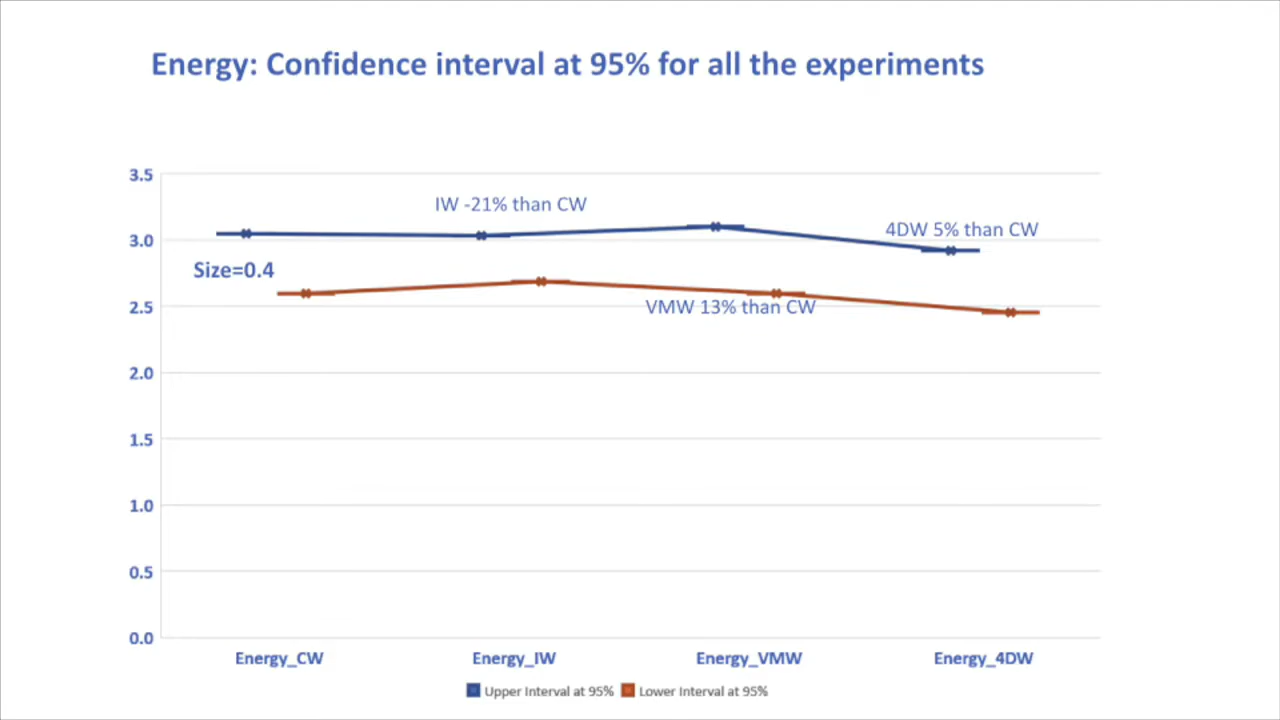 Energy: Confidence interval at 95% for all the experiments
3.5
IW -21% than CW
4DW 5% than CW
3.0
Size=0.4
VMW 13% than CW
2.5
2.0
1.5
1.0
0.5
0.0
Energy_CW Energy_IW Energy_VMW Energy_4DW
Upper Interval at 95% Lower Interval at 95%